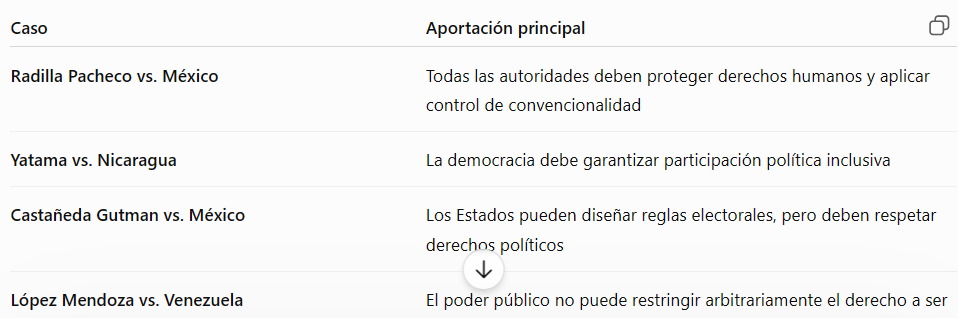 Caso Aportación principal
Radilla Pacheco vs. México Todas las autoridades deben proteger derechos humanos y aplicar
control de convencionalidad
Yatama vs. Nicaragua La democracia debe garantizar participación política inclusiva
Castañeda Gutman vs. México Los Estados pueden diseñar reglas electorales, pero deben respetar
derechos políticos
López Mendoza vs. Venezuela El poder público no puede restringir arbitrariamente el derecho a ser